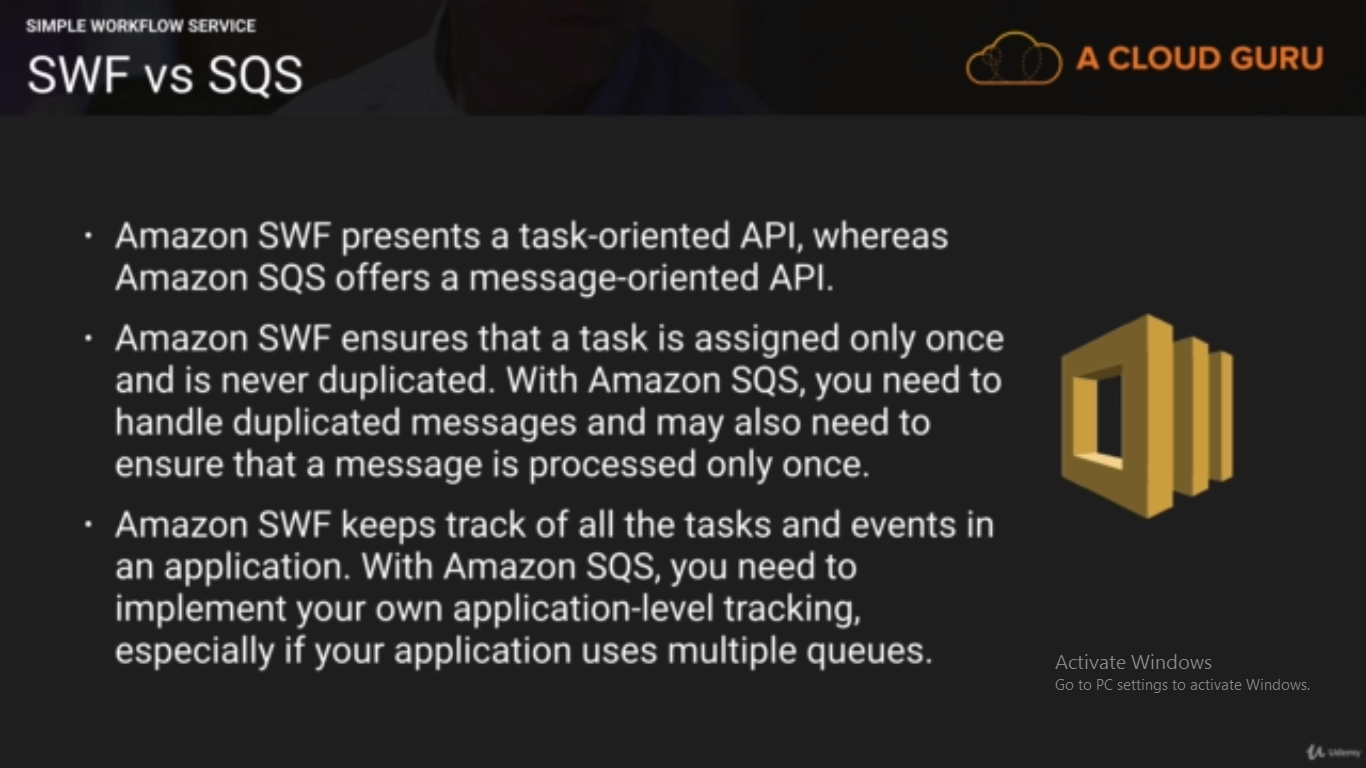 SIMPLE WORKFLOW SERVICE
SWF vs SQS
A CLOUD GURU
· Amazon SWF presents a task-oriented API, whereas
Amazon SQS offers a message-oriented API.
· Amazon SWF ensures that a task is assigned only once
and is never duplicated. With Amazon SQS, you need to
handle duplicated messages and may also need to
ensure that a message is processed only once.
· Amazon SWF keeps track of all the tasks and events in
an application. With Amazon SQS, you need to
implement your own application-level tracking,
especially if your application uses multiple queues.
Activate Windows
Go to PC settings to activate Windows.
Udemy